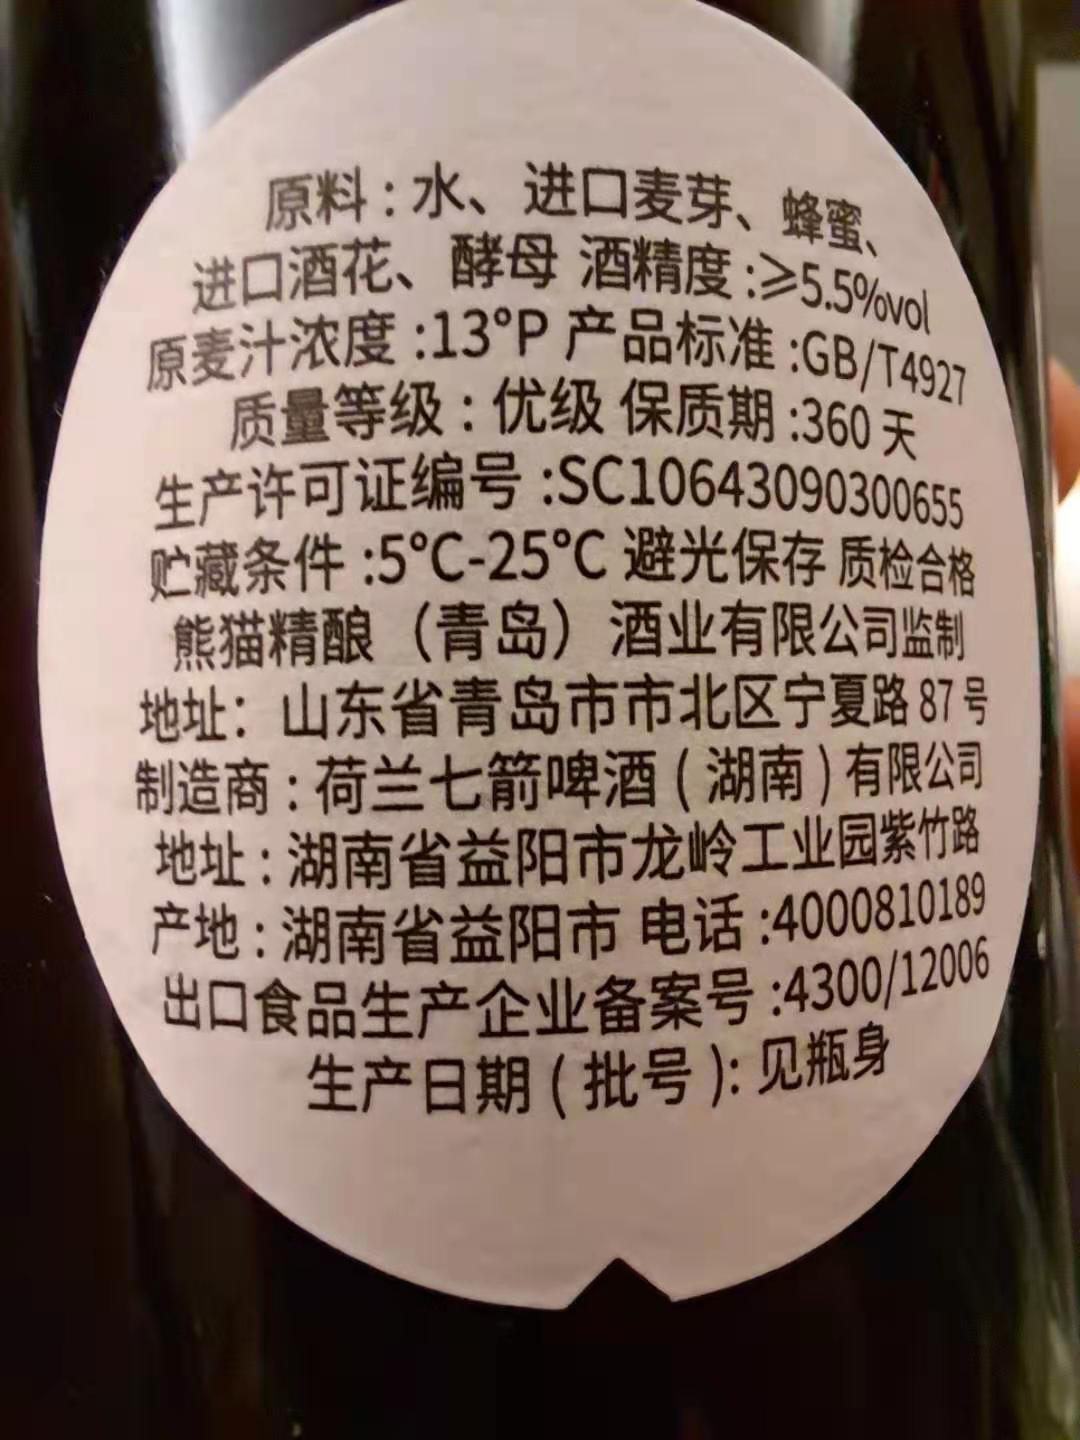 原料：水、进口麦芽、蜂蜜、
进口酒花、酵母 酒精度:≥5.5%vol
原麦汁浓度:13°P 产品标准:GB/T4927
质量等级：优级 保质期:360天
生产许可证编号:SC10643090300655
贮藏条件:5°C-25°C 避光保存 质检合格
熊猫精酿（青岛）酒业有限公司监制
地址：山东省青岛市市北区宁夏路87号
制造商：荷兰七箭啤酒(湖南)有限公司
地址：湖南省益阳市龙岭工业园紫竹路
产地：湖南省益阳市 电话:4000810189
出口食品生产企业备案号:4300/12006
生产日期(批号)：见瓶身